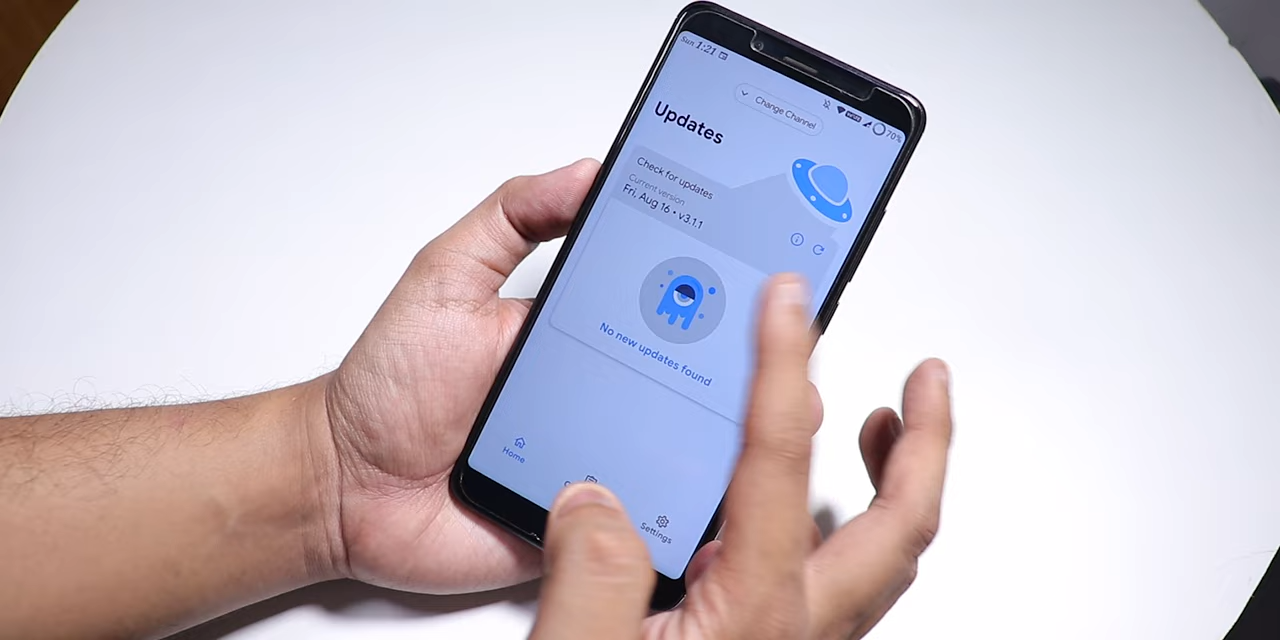 Sun 1:21
70%
Change Channel
Updates
Check for updates
Current version
Fri, Aug 16 • v3.1.1
No new updates found
Home
Settings